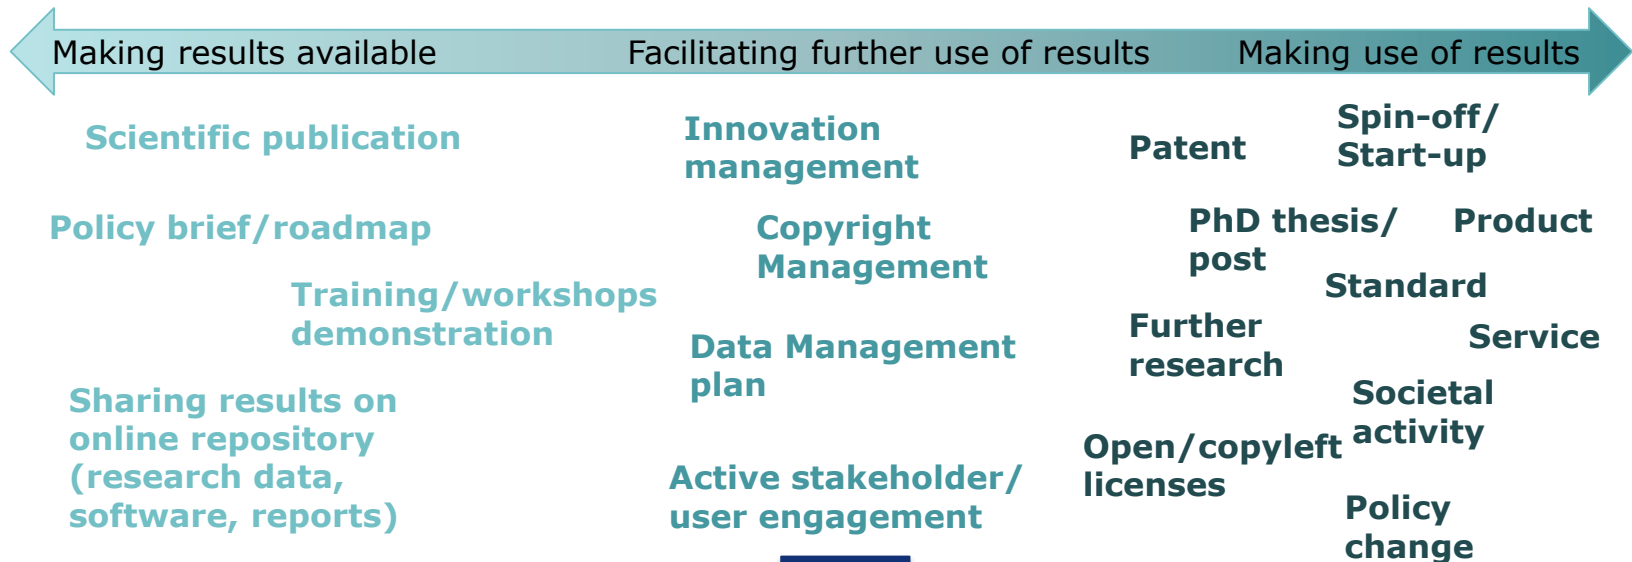 Making results available
Facilitating further use of results
Making use of results
Scientific publication
Policy brief/roadmap
Training/workshops
demonstration
Sharing results on
online repository
(research data,
software, reports)
Innovation
management
Copyright
Management
Data Management
plan
Active stakeholder/
user engagement
Patent
Spin-off/
Start-up
PhD thesis/
post
Product
Standard
Further
research
Service
Societal
activity
Open/copyleft
licenses
Policy
change